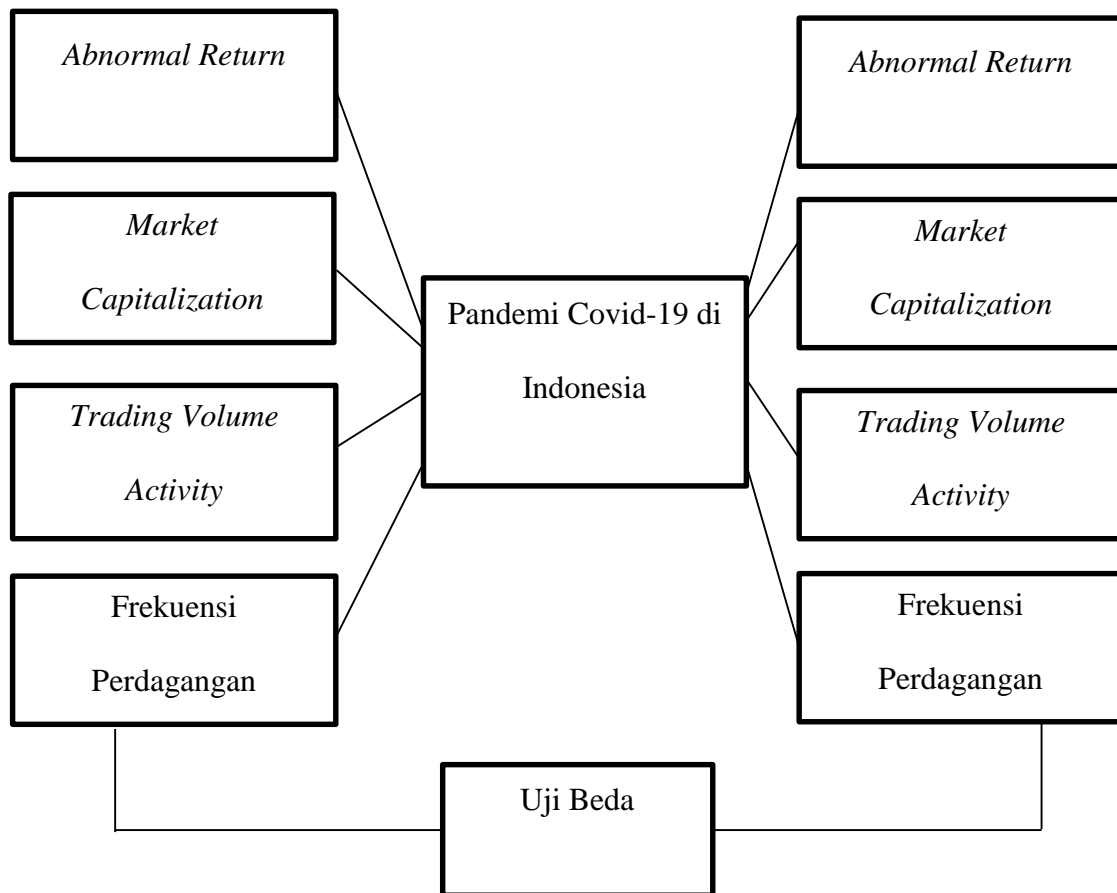 Abnormal Return
Market
Capitalization
Trading Volume
Activity
Frekuensi
Perdagangan
Pandemi Covid-19 di
Indonesia
Abnormal Return
Market
Capitalization
Trading Volume
Activity
Frekuensi
Perdagangan
Uji Beda